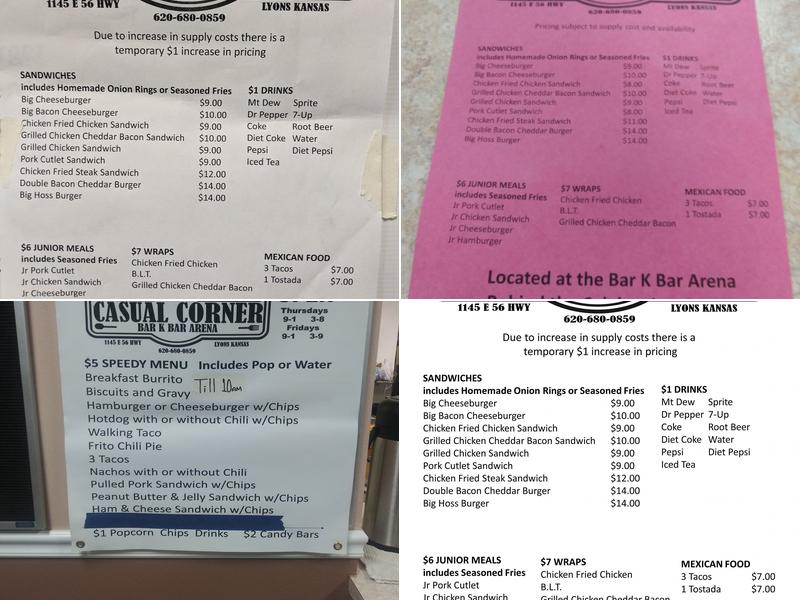 1145 E 56 HWY
LYONS KANSAS
620-680-0859
Due to increase in supply costs there is a
temporary $1 increase in pricing
SANDWICHES
includes Homemade Onion Rings or Seasoned Fries
Big Cheeseburger $9.00
Big Bacon Cheeseburger $10.00
Chicken Fried Chicken Sandwich $9.00
Grilled Chicken Cheddar Bacon Sandwich $10.00
Grilled Chicken Sandwich $9.00
Pork Cutlet Sandwich $9.00
Chicken Fried Steak Sandwich $12.00
Double Bacon Cheddar Burger $14.00
Big Hoss Burger $14.00
$1 DRINKS
Mt Dew Sprite
Dr Pepper 7-Up
Coke Root Beer
Diet Coke Water
Pepsi Diet Pepsi
Iced Tea
$6 JUNIOR MEALS
includes Seasoned Fries
Jr Pork Cutlet
Jr Chicken Sandwich
Jr Cheeseburger
$7 WRAPS
Chicken Fried Chicken
B.L.T.
Grilled Chicken Cheddar Bacon
MEXICAN FOOD
3 Tacos $7.00
1 Tostada $7.00
1145 E 56 HWY
LYONS KANSAS
620-680-0859
Pricing subject to supply cost and availability
SANDWICHES
includes Homemade Onion Rings or Seasoned Fries
Big Cheeseburger $9.00
Big Bacon Cheeseburger $10.00
Chicken Fried Chicken Sandwich $8.00
Grilled Chicken Cheddar Bacon Sandwich $10.00
Grilled Chicken Sandwich $9.00
Pork Cutlet Sandwich $8.00
Chicken Fried Steak Sandwich $11.00
Double Bacon Cheddar Burger $14.00
Big Hoss Burger $14.00
$1 DRINKS
Mt Dew Sprite
Dr Pepper 7-Up
Coke Root Beer
Diet Coke Water
Pepsi Diet Pepsi
Iced Tea
$6 JUNIOR MEALS
includes Seasoned Fries
Jr Pork Cutlet
Jr Chicken Sandwich
Jr Cheeseburger
Jr Hamburger
$7 WRAPS
Chicken Fried Chicken
B.L.T.
Grilled Chicken Cheddar Bacon
MEXICAN FOOD
3 Tacos $7.00
1 Tostada $7.00
Located at the Bar K Bar Arena
CASUAL CORNER
BAR K BAR ARENA
1145 E 56 HWY
LYONS KANSAS
620-680-0859
Thursdays
9-1 3-8
Fridays
9-1 3-9
$5 SPEEDY MENU Includes Pop or Water
Breakfast Burrito
Biscuits and Gravy Till 10am
Hamburger or Cheeseburger w/Chips
Hotdog with or without Chili w/Chips
Walking Taco
Frito Chili Pie
3 Tacos
Nachos with or without Chili
Pulled Pork Sandwich w/Chips
Peanut Butter & Jelly Sandwich w/Chips
Ham & Cheese Sandwich w/Chips
$1 Popcorn Chips Drinks $2 Candy Bars
1145 E 56 HWY
LYONS KANSAS
620-680-0859
Due to increase in supply costs there is a
temporary $1 increase in pricing
SANDWICHES
includes Homemade Onion Rings or Seasoned Fries
Big Cheeseburger $9.00
Big Bacon Cheeseburger $10.00
Chicken Fried Chicken Sandwich $9.00
Grilled Chicken Cheddar Bacon Sandwich $10.00
Grilled Chicken Sandwich $9.00
Pork Cutlet Sandwich $9.00
Chicken Fried Steak Sandwich $12.00
Double Bacon Cheddar Burger $14.00
Big Hoss Burger $14.00
$1 DRINKS
Mt Dew Sprite
Dr Pepper 7-Up
Coke Root Beer
Diet Coke Water
Pepsi Diet Pepsi
Iced Tea
$6 JUNIOR MEALS
includes Seasoned Fries
Jr Pork Cutlet
Jr Chicken Sandwich
$7 WRAPS
Chicken Fried Chicken
B.L.T.
Grilled Chicken Cheddar Bacon
MEXICAN FOOD
3 Tacos $7.00
1 Tostada $7.00